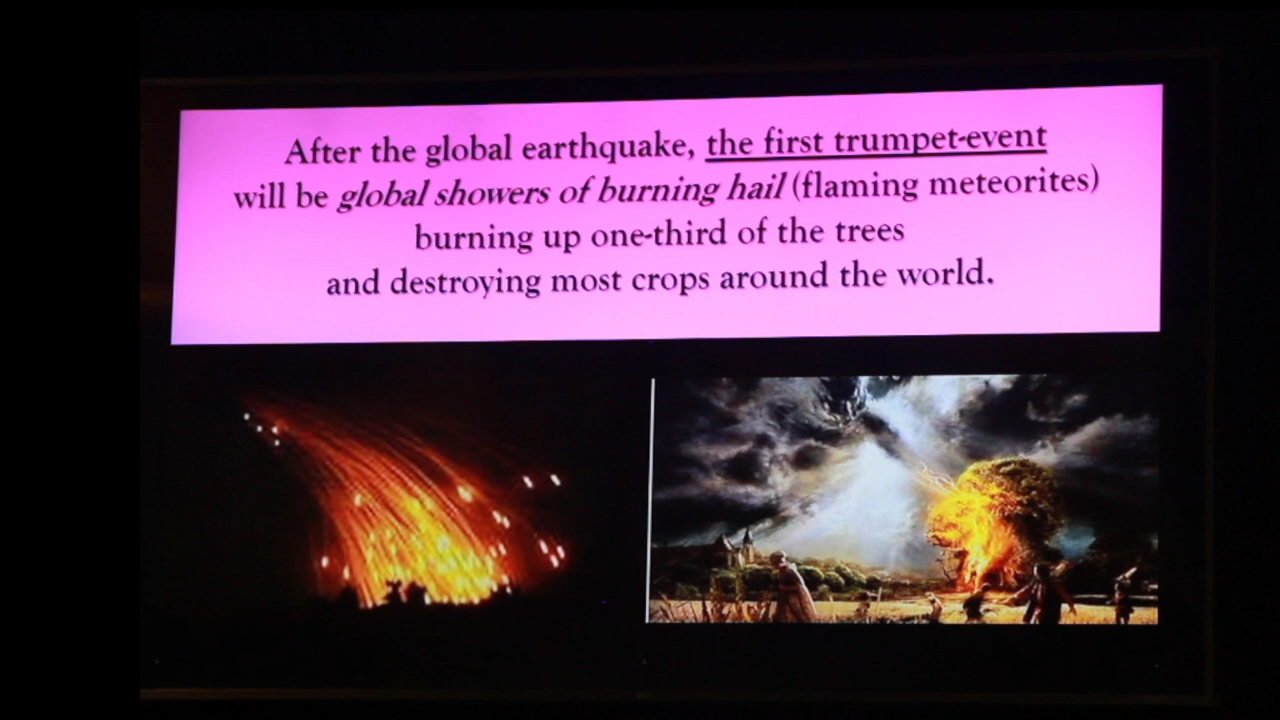 After the global earthquake, the first trumpet-event
will be global showers of burning hail (flaming meteorites)
burning up one-third of the trees
and destroying most crops around the world.